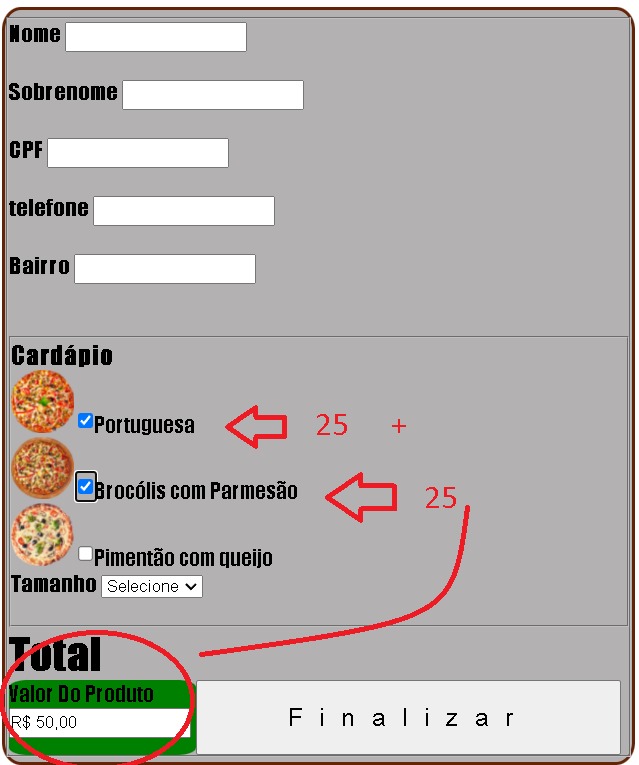 Nome
Sobrenome
CPF
telefone
Bairro
Cardápio
Portuguesa 25 +
Brocólis com Parmesão 25
Pimentão com queijo
Tamanho Selecione
Total
Valor Do Produto
R$ 50,00
Finalizar